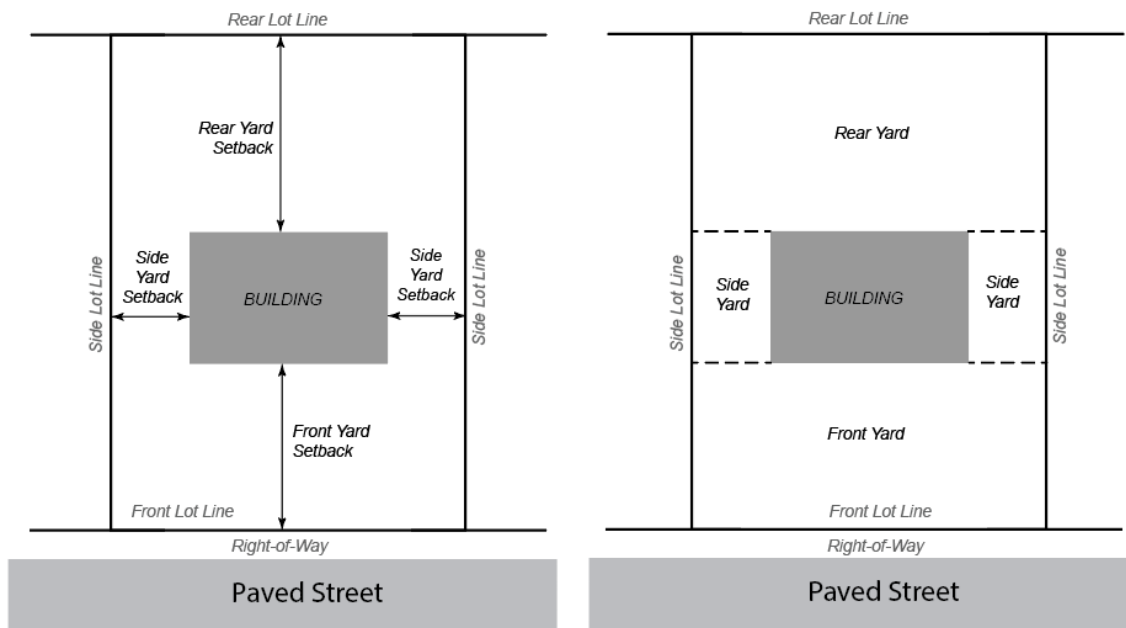 Rear Lot Line
Rear Yard
Setback
Side
Yard
Setback
Side Lot Line
BUILDING
Side
Yard
Setback
Side Lot Line
Front Yard
Setback
Front Lot Line
Right-of-Way
Paved Street
Rear Lot Line
Rear Yard
Side Lot Line
Side
Yard
BUILDING
Side
Yard
Side Lot Line
Front Yard
Front Lot Line
Right-of-Way
Paved Street